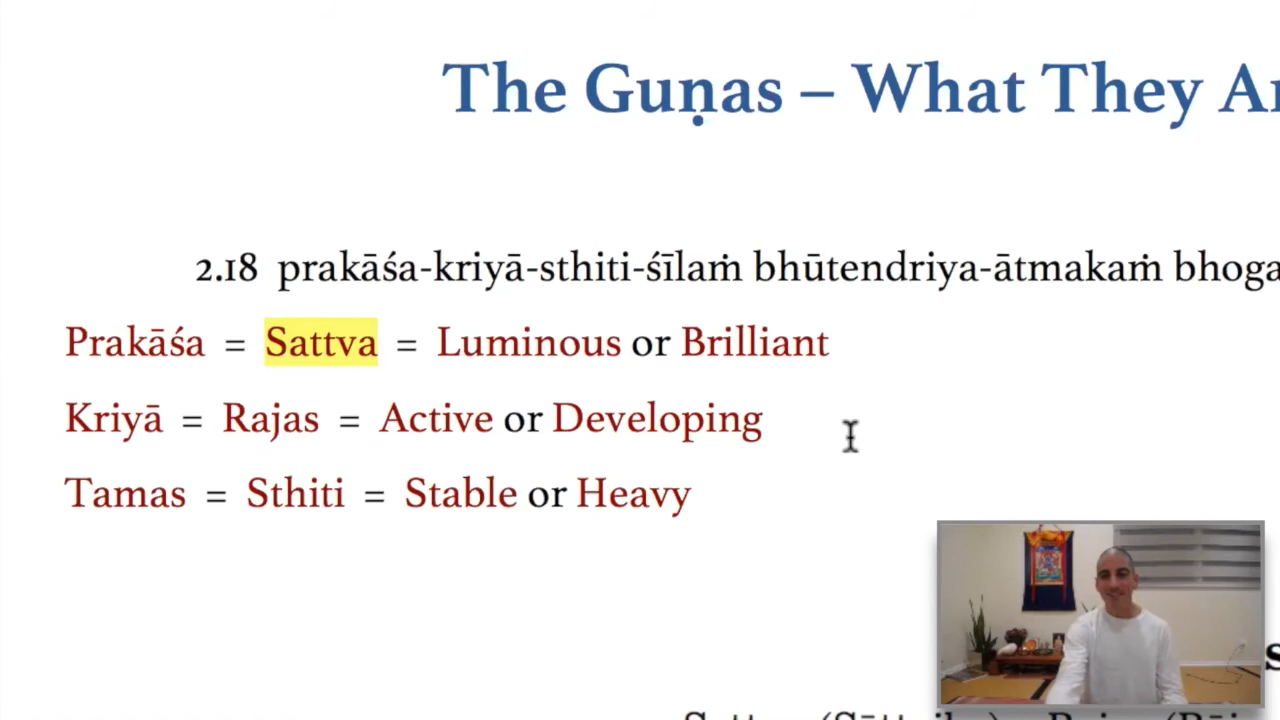 The Guṇas – What They Ar
2.18 prakāśa-kriyā-sthiti-śīlaṁ bhūtendriya-ātmakaṁ bhoga
Prakāśa = Sattva = Luminous or Brilliant
Kriyā = Rajas = Active or Developing
Tamas = Sthiti = Stable or Heavy